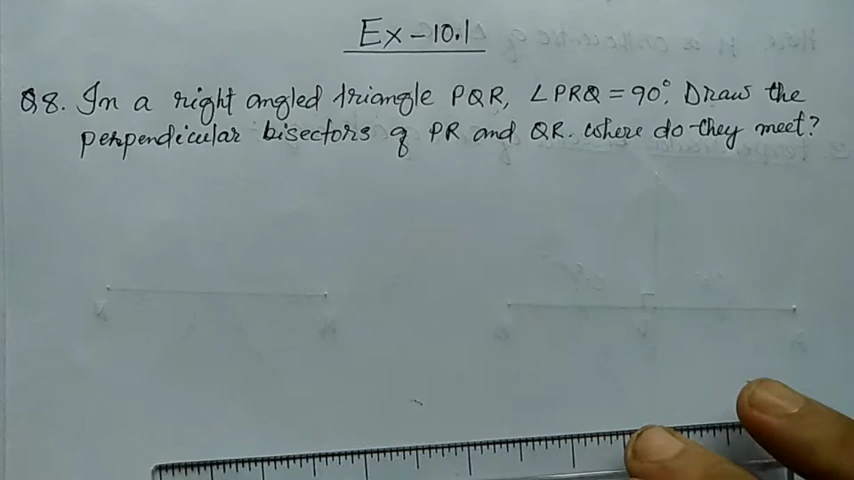 Ex-10.1
Q8. In a right angled triangle PQR, ∠PRQ = 90°. Draw the
perpendicular bisectors of PR and QR. Where do they meet?